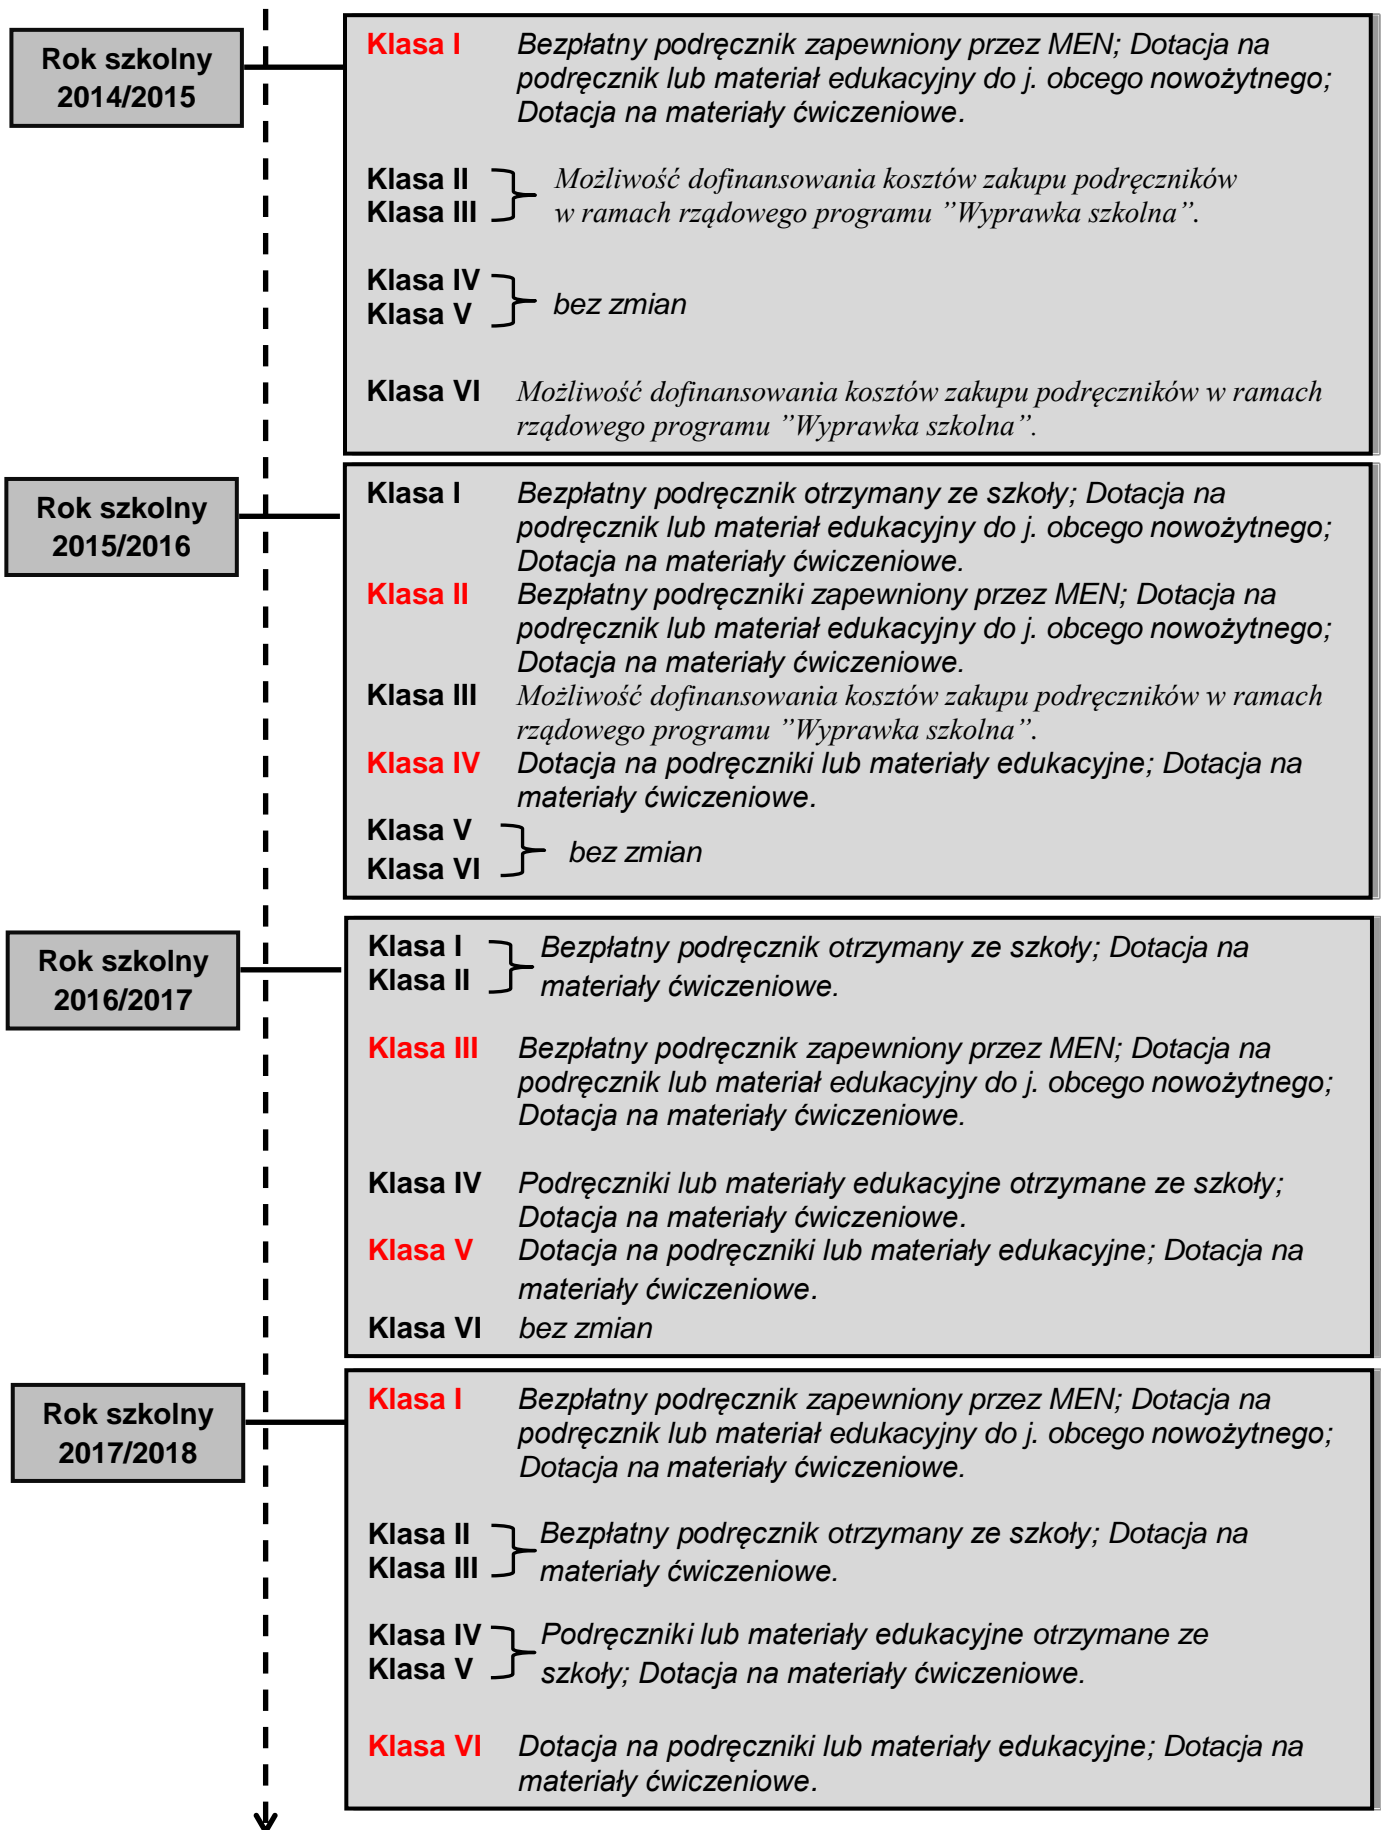 Rok szkolny
2014/2015
Klasa I Bezpłatny podręcznik zapewniony przez MEN; Dotacja na
podręcznik lub materiał edukacyjny do j. obcego nowożytnego;
Dotacja na materiały ćwiczeniowe.
Klasa II Możliwość dofinansowania kosztów zakupu podręczników
Klasa III w ramach rządowego programu ”Wyprawka szkolna”.
Klasa IV
Klasa V
bez zmian
Klasa VI Możliwość dofinansowania kosztów zakupu podręczników w ramach
rządowego programu ”Wyprawka szkolna”.
Rok szkolny
2015/2016
Klasa I Bezpłatny podręcznik otrzymany ze szkoły; Dotacja na
podręcznik lub materiał edukacyjny do j. obcego nowożytnego;
Dotacja na materiały ćwiczeniowe.
Klasa II Bezpłatny podręczniki zapewniony przez MEN; Dotacja na
podręcznik lub materiał edukacyjny do j. obcego nowożytnego;
Dotacja na materiały ćwiczeniowe.
Klasa III Możliwość dofinansowania kosztów zakupu podręczników w ramach
rządowego programu ”Wyprawka szkolna”.
Klasa IV Dotacja na podręczniki lub materiały edukacyjne; Dotacja na
materiały ćwiczeniowe.
Klasa V
Klasa VI
bez zmian
Rok szkolny
2016/2017
Klasa I Bezpłatny podręcznik otrzymany ze szkoły; Dotacja na
Klasa II materiały ćwiczeniowe.
Klasa III Bezpłatny podręcznik zapewniony przez MEN; Dotacja na
podręcznik lub materiał edukacyjny do j. obcego nowożytnego;
Dotacja na materiały ćwiczeniowe.
Klasa IV Podręczniki lub materiały edukacyjne otrzymane ze szkoły;
Dotacja na materiały ćwiczeniowe.
Klasa V Dotacja na podręczniki lub materiały edukacyjne; Dotacja na
materiały ćwiczeniowe.
Klasa VI bez zmian
Rok szkolny
2017/2018
Klasa I Bezpłatny podręcznik zapewniony przez MEN; Dotacja na
podręcznik lub materiał edukacyjny do j. obcego nowożytnego;
Dotacja na materiały ćwiczeniowe.
Klasa II Bezpłatny podręcznik otrzymany ze szkoły; Dotacja na
Klasa III materiały ćwiczeniowe.
Klasa IV Podręczniki lub materiały edukacyjne otrzymane ze
Klasa V szkoły; Dotacja na materiały ćwiczeniowe.
Klasa VI Dotacja na podręczniki lub materiały edukacyjne; Dotacja na
materiały ćwiczeniowe.